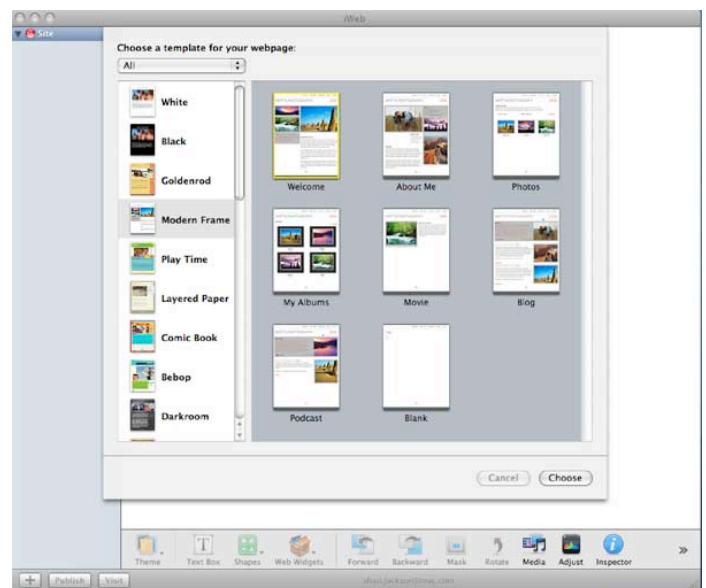 iWeb
Site
Choose a template for your webpage:
All
White
Black
Goldenrod
Modern Frame
Play Time
Layered Paper
Comic Book
Bebop
Darkroom
Welcome
About Me
Photos
My Albums
Movie
Blog
Podcast
Blank
Cancel
Choose
Theme
Text Box
Shapes
Web Widgets
Forward
Backward
Mask
Rotate
Media
Adjust
Inspector
»
+
Publish
Visit